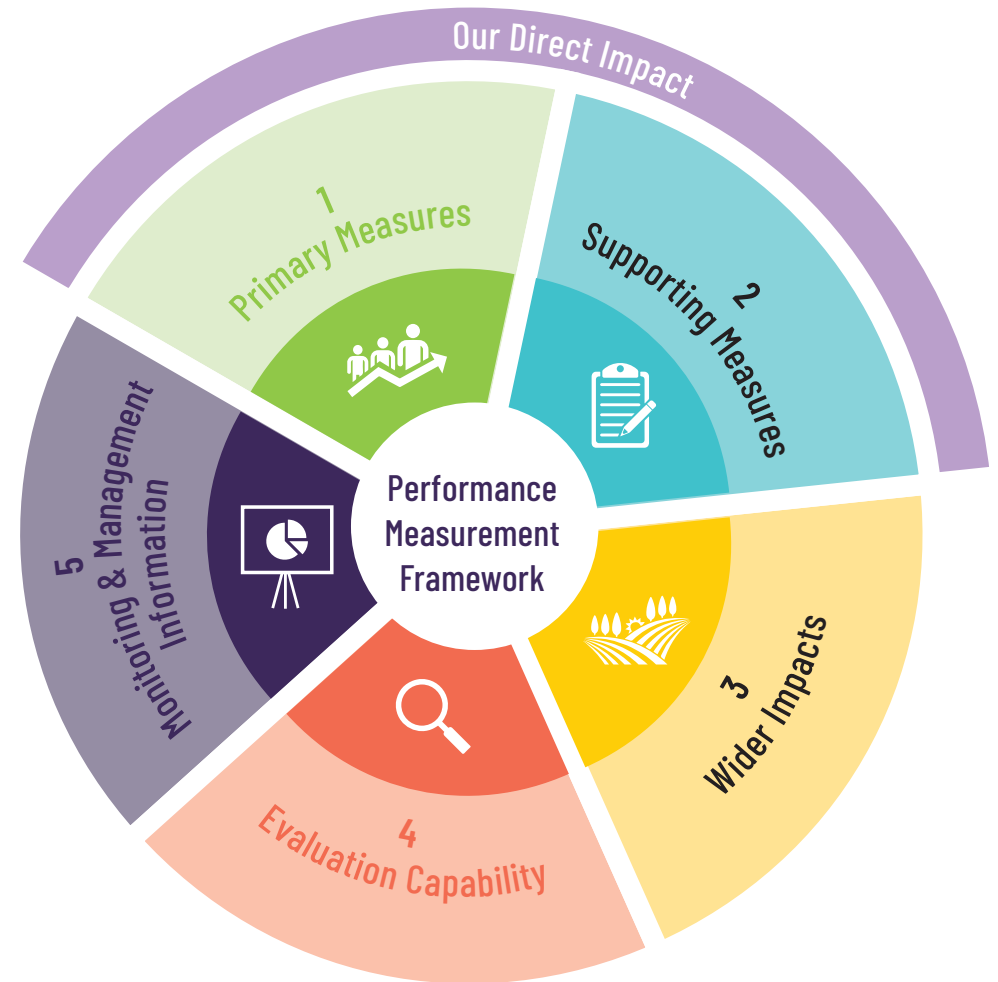 Our Direct Impact
1
Primary Measures
2
Supporting Measures
3
Wider Impacts
4
Evaluation Capability
5
Monitoring & Management
Information
Performance
Measurement
Framework